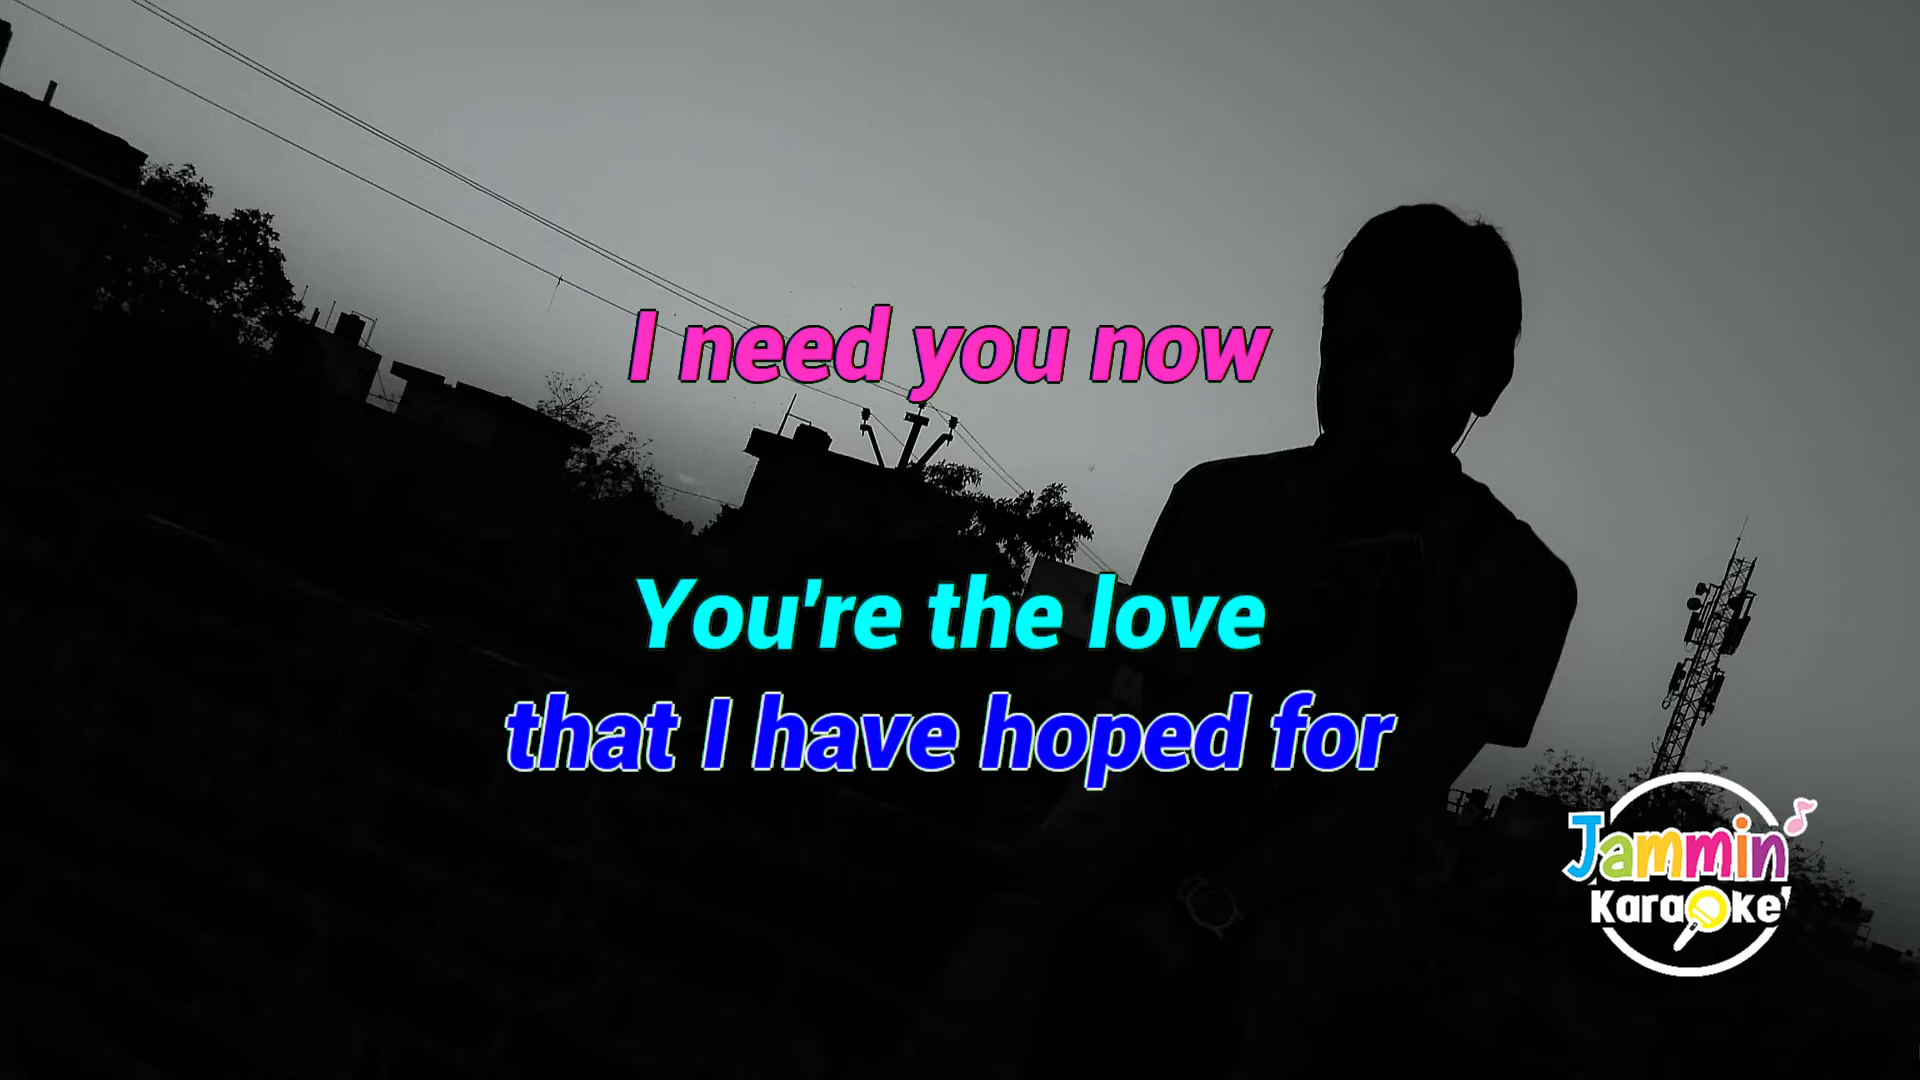 I need you now
You're the love
that I have hoped for
Jammin'
Karaoke